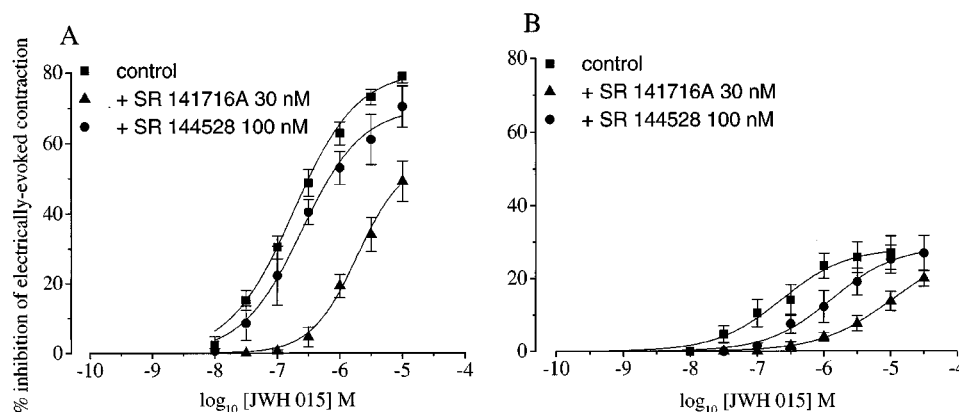 A
B
% inhibition of electrically-evoked contraction
80
60
40
20
0
control
+ SR 141716A 30 nM
+ SR 144528 100 nM
-10 -9 -8 -7 -6 -5 -4
log10 [JWH 015] M
80
60
40
20
0
control
+ SR 141716A 30 nM
+ SR 144528 100 nM
-10 -9 -8 -7 -6 -5 -4
log10 [JWH 015] M